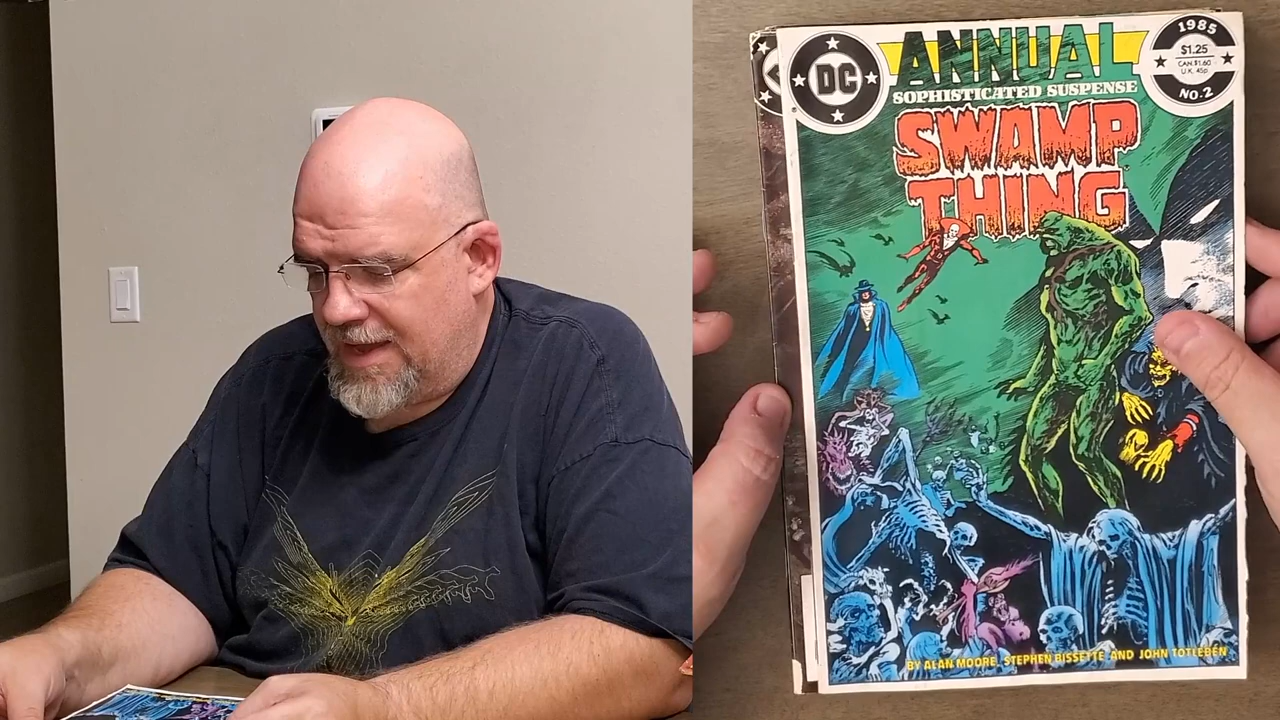 DC
ANNUAL
1985
$1.25
CAN. $1.60
U.K. 45p
NO.2
SOPHISTICATED SUSPENSE
SWAMP
THING
BY ALAN MOORE, STEPHEN BISSETTE AND JOHN TOTLEBEN